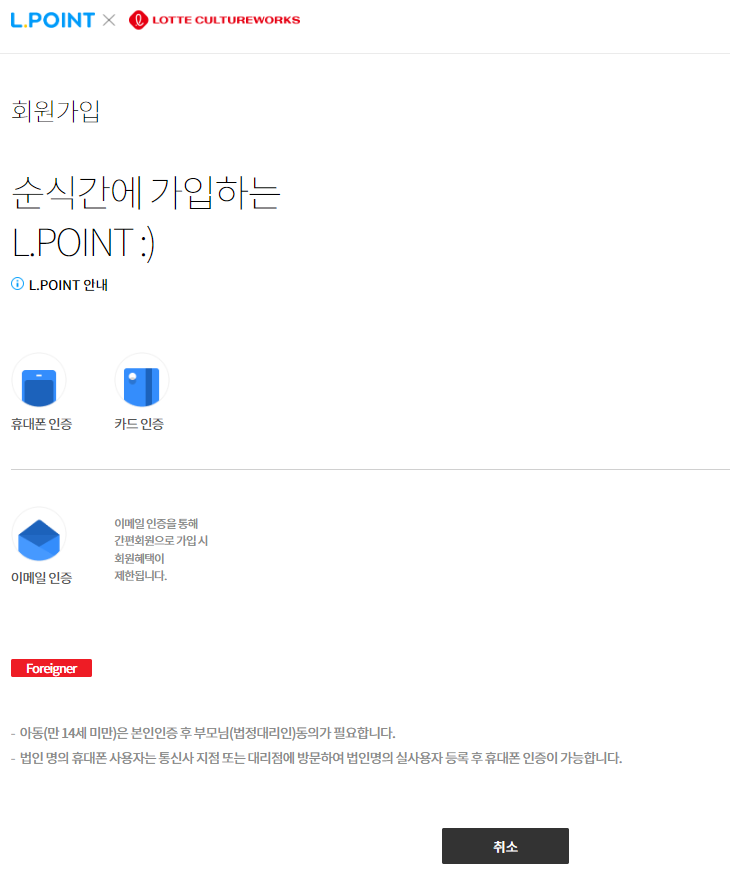 L.POINT × LOTTE CULTUREWORKS
회원가입
순식간에 가입하는
L.POINT :)
L.POINT 안내
휴대폰 인증
카드 인증
이메일 인증
이메일 인증을 통해
간편회원으로 가입 시
회원혜택이
제한됩니다.
Foreigner
- 아동(만 14세 미만)은 본인인증 후 부모님(법정대리인)동의가 필요합니다.
- 법인 명의 휴대폰 사용자는 통신사 지점 또는 대리점에 방문하여 법인명의 실사용자 등록 후 휴대폰 인증이 가능합니다.
취소